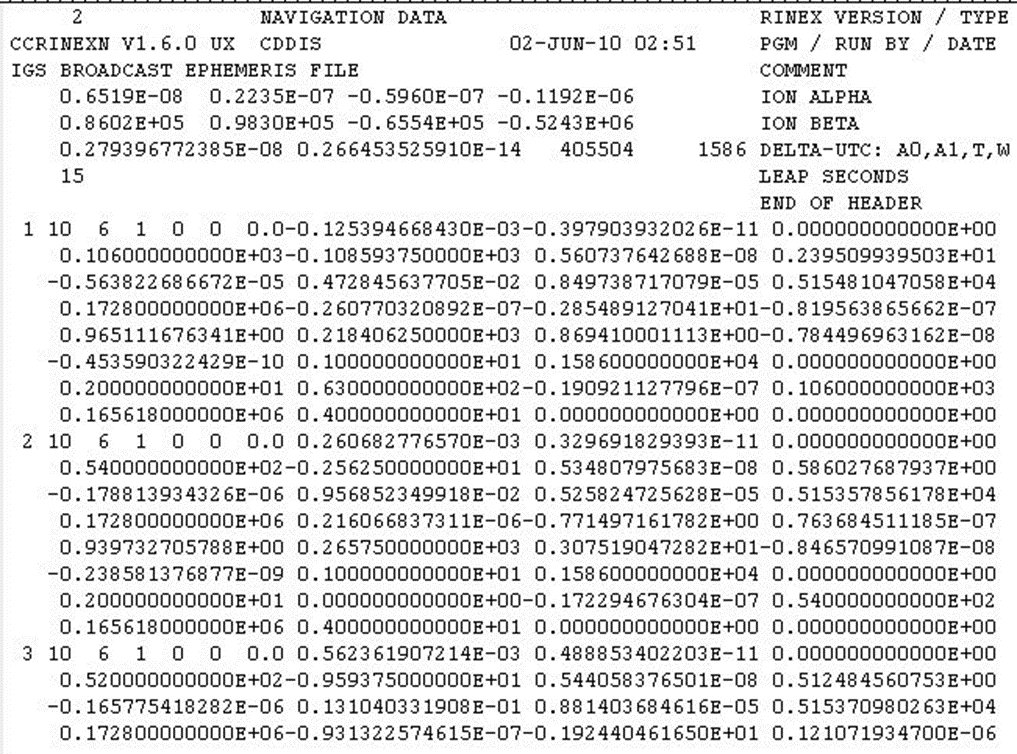 2 NAVIGATION DATA RINEX VERSION / TYPE
CCRINEXN V1.6.0 UX CDDIS 02-JUN-10 02:51 PGM / RUN BY / DATE
IGS BROADCAST EPHEMERIS FILE COMMENT
0.6519E-08 0.2235E-07 -0.5960E-07 -0.1192E-06 ION ALPHA
0.8602E+05 0.9830E+05 -0.6554E+05 -0.5243E+06 ION BETA
0.279396772385E-08 0.266453525910E-14 405504 1586 DELTA-UTC: A0,A1,T,W
15 LEAP SECONDS
END OF HEADER
1 10 6 1 0 0 0.0-0.125394668430E-03-0.397903932026E-11 0.000000000000E+00
0.106000000000E+03-0.108593750000E+03 0.560737642688E-08 0.239509939503E+01
-0.563822686672E-05 0.472845637705E-02 0.849738717079E-05 0.515481047058E+04
0.172800000000E+06-0.260770320892E-07-0.285489127041E+01-0.819563865662E-07
0.965111676341E+00 0.218406250000E+03 0.869410001113E+00-0.784496963162E-08
-0.453590322429E-10 0.100000000000E+01 0.158600000000E+04 0.000000000000E+00
0.200000000000E+01 0.630000000000E+02-0.190921127796E-07 0.106000000000E+03
0.165618000000E+06 0.400000000000E+01 0.000000000000E+00 0.000000000000E+00
2 10 6 1 0 0 0.0 0.260682776570E-03 0.329691829393E-11 0.000000000000E+00
0.540000000000E+02-0.256250000000E+01 0.534807975683E-08 0.586027687937E+00
-0.178813934326E-06 0.956852349918E-02 0.525824725628E-05 0.515357856178E+04
0.172800000000E+06 0.216066837311E-06-0.771497161782E+00 0.763684511185E-07
0.939732705788E+00 0.265750000000E+03 0.307519047282E+01-0.846570991087E-08
-0.238581376877E-09 0.100000000000E+01 0.158600000000E+04 0.000000000000E+00
0.200000000000E+01 0.000000000000E+00-0.172294676304E-07 0.540000000000E+02
0.165618000000E+06 0.400000000000E+01 0.000000000000E+00 0.000000000000E+00
3 10 6 1 0 0 0.0 0.562361907214E-03 0.488853402203E-11 0.000000000000E+00
0.520000000000E+02-0.959375000000E+01 0.544058376501E-08 0.512484560753E+00
-0.165775418282E-06 0.131040331908E-01 0.881403684616E-05 0.515370980263E+04
0.172800000000E+06-0.931322574615E-07-0.192440461650E+01 0.121071934700E-06